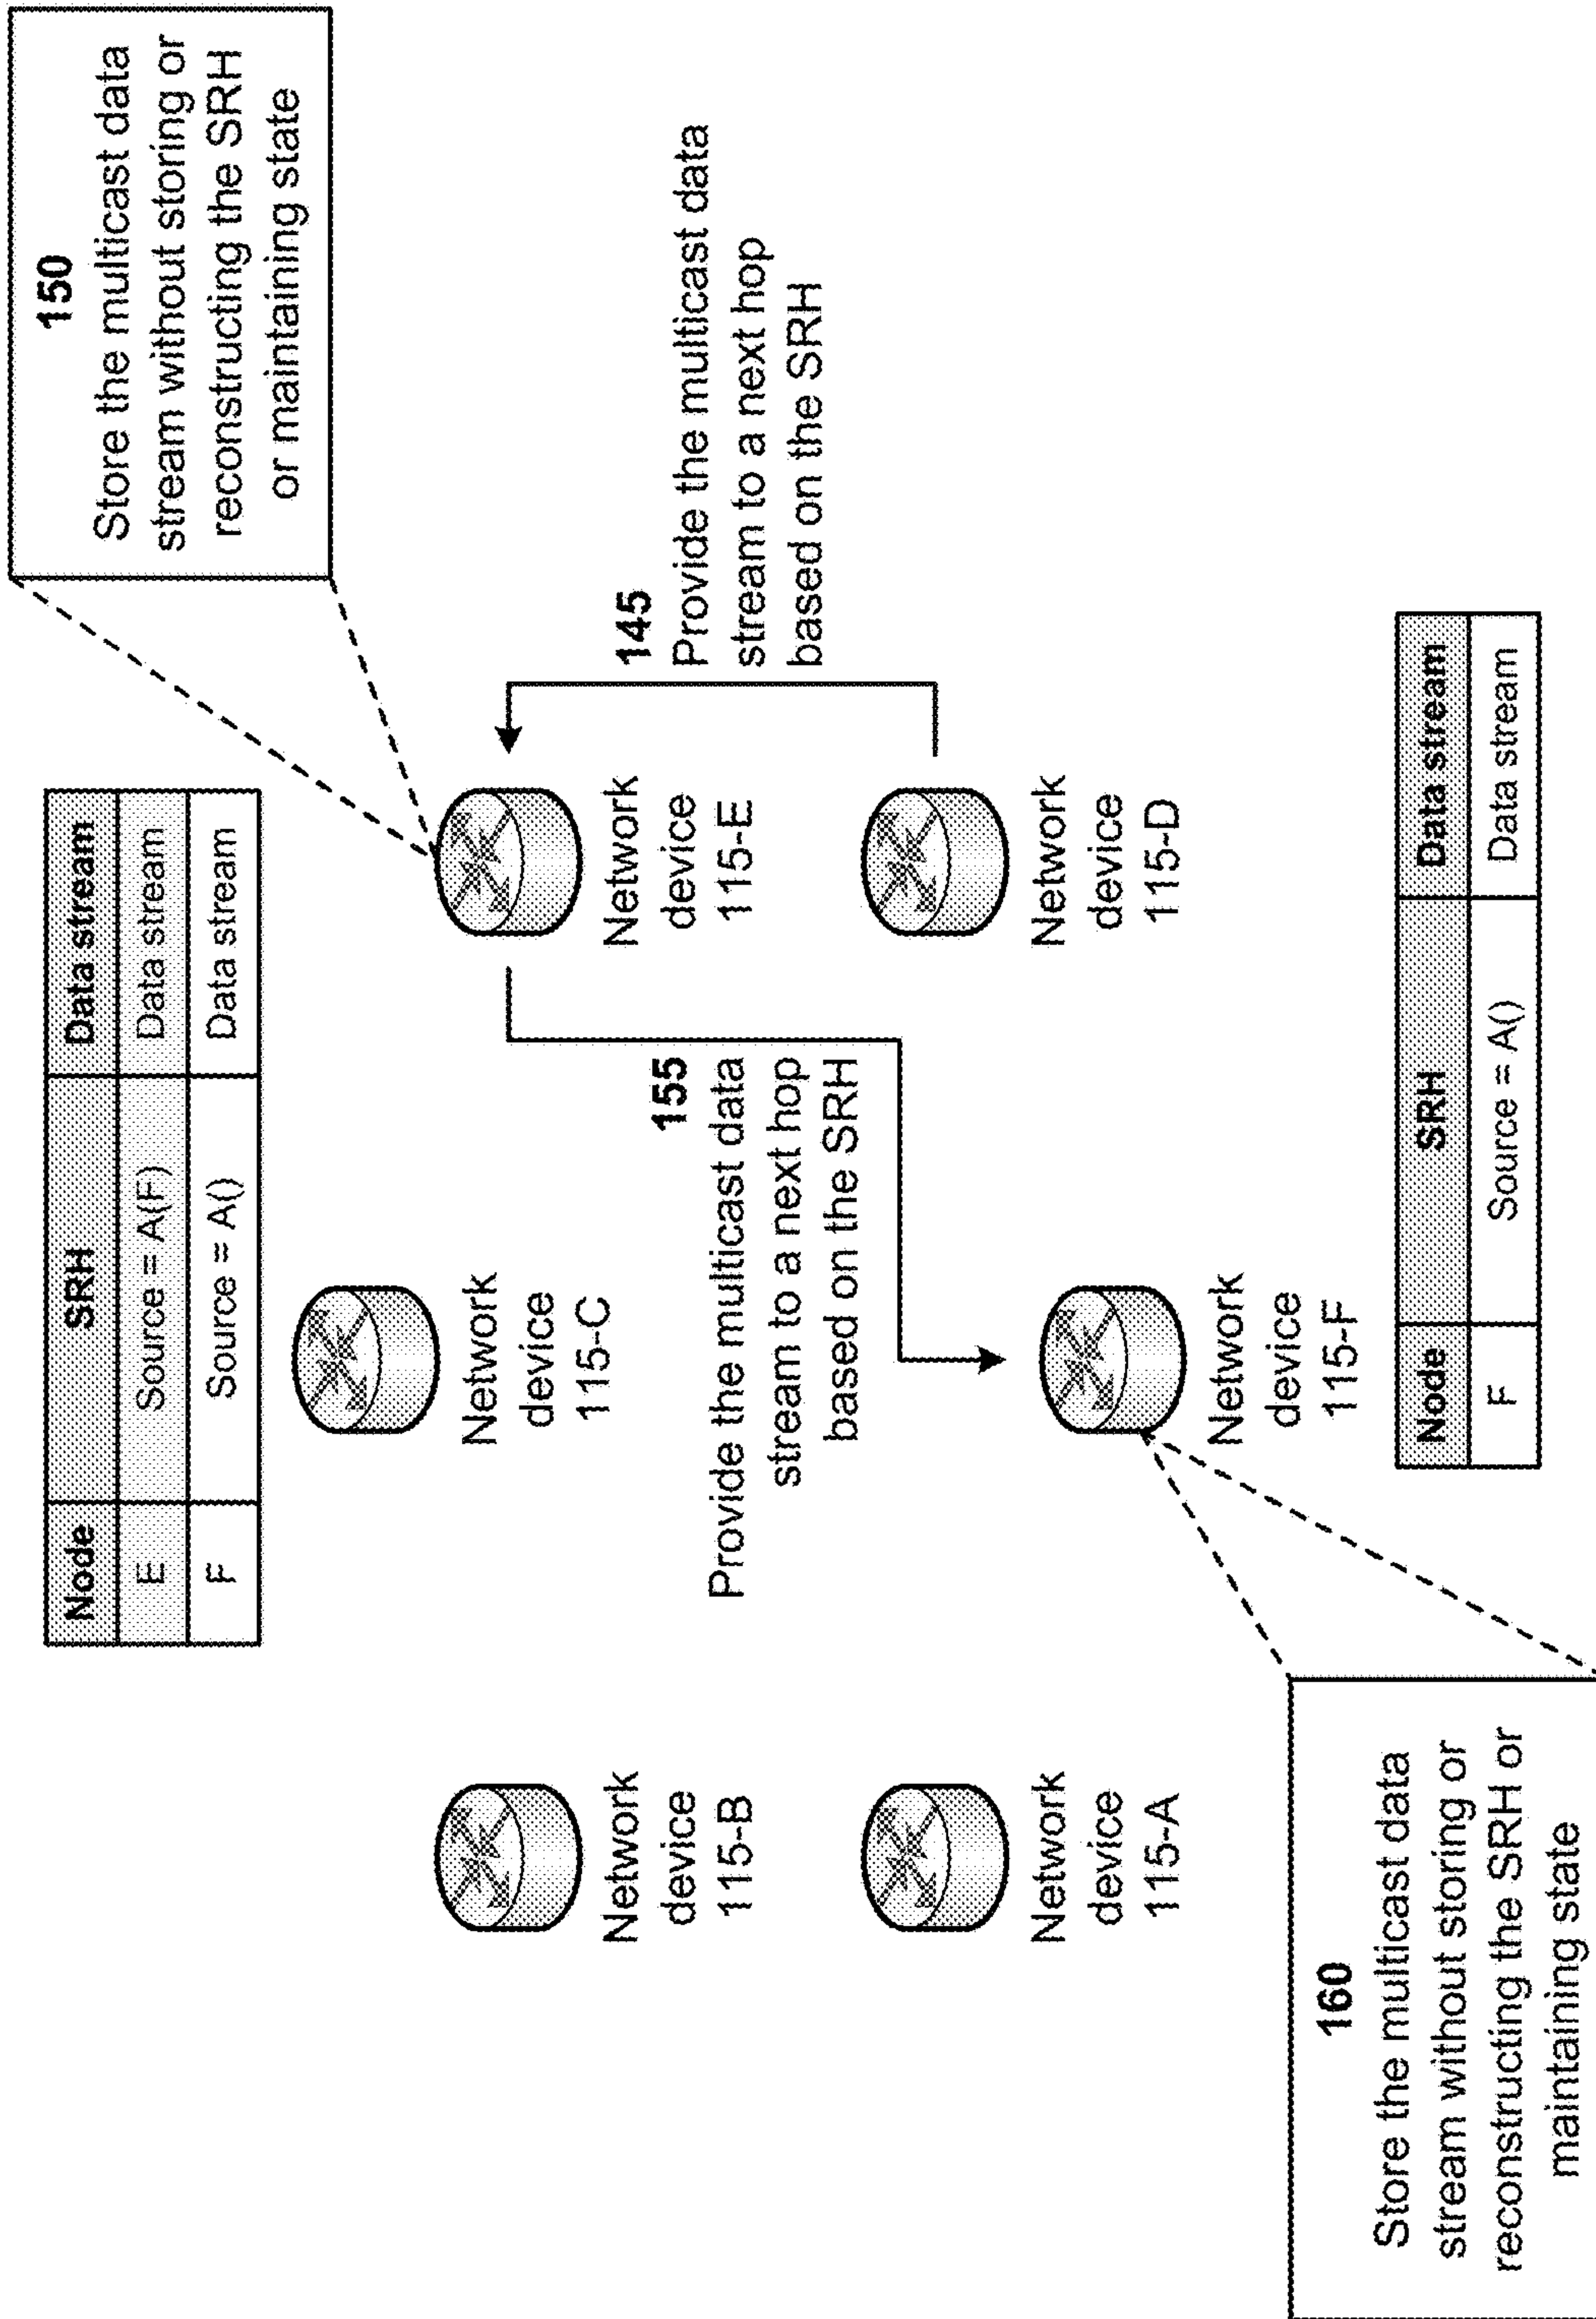 150
Store the multicast data
stream without storing or
reconstructing the SRH
or maintaining state
Node SRH Data stream
E Source = A(F) Data stream
F Source = A() Data stream
Network
device
115-C
Network
device
115-B
Network
device
115-E
145
Provide the multicast data
stream to a next hop
based on the SRH
155
Provide the multicast data
stream to a next hop
based on the SRH
Network
device
115-A
Network
device
115-D
Network
device
115-F
160
Store the multicast data
stream without storing or
reconstructing the SRH or
maintaining state
Node SRH Data stream
F Source = A() Data stream